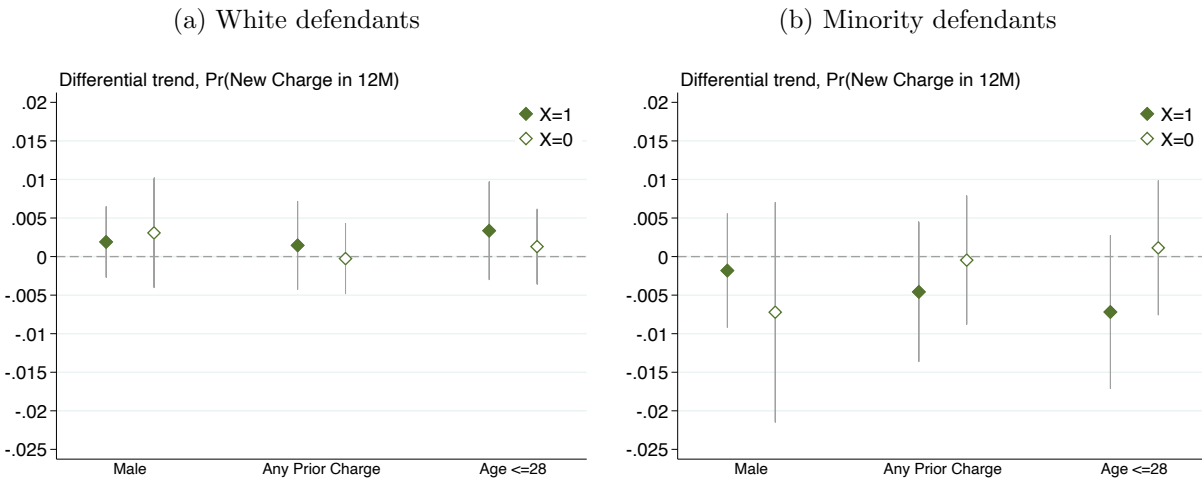 (a) White defendants
Differential trend, Pr(New Charge in 12M)
.02
.015
.01
.005
0
-.005
-.01
-.015
-.02
-.025
X=1
X=0
Male
Any Prior Charge
Age <=28
(b) Minority defendants
Differential trend, Pr(New Charge in 12M)
.02
.015
.01
.005
0
-.005
-.01
-.015
-.02
-.025
X=1
X=0
Male
Any Prior Charge
Age <=28